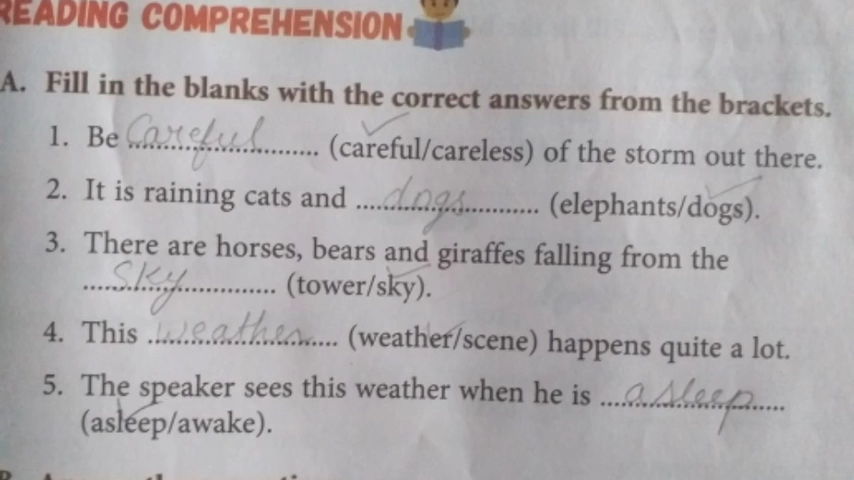 READING COMPREHENSION
A. Fill in the blanks with the correct answers from the brackets.
1. Be Careful (careful/careless) of the storm out there.
2. It is raining cats and dogs (elephants/dogs).
3. There are horses, bears and giraffes falling from the
sky (tower/sky).
4. This weather (weather/scene) happens quite a lot.
5. The speaker sees this weather when he is asleep
(asleep/awake).